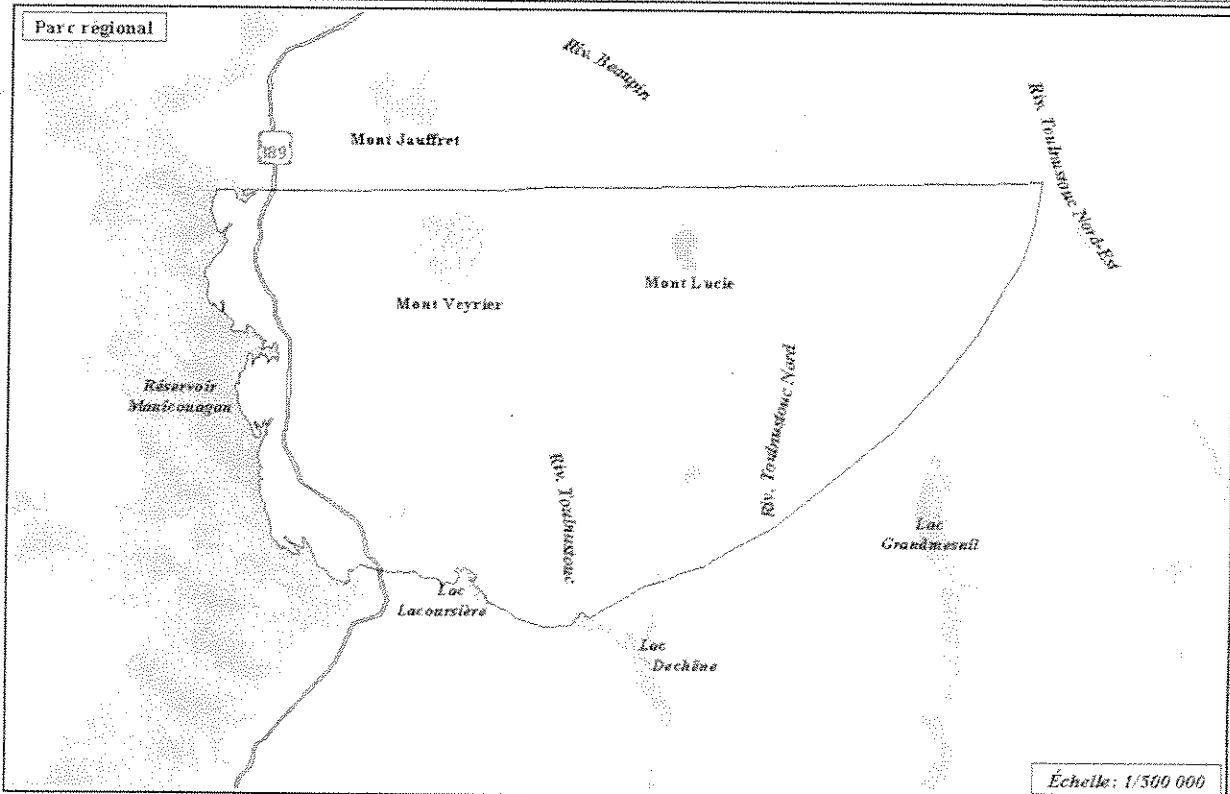 Parc régional
Riv. Beaupin
Riv. Toulnustouc Nord-Est
389
Mont Jauffret
Mont Veyrier
Mont Lucie
Réservoir
Manicouagan
Riv. Toulnustouc Nord
Riv. Toulnustouc
Lac
Grandmesnil
Lac
Lacoursière
Lac
Dechêne
Échelle: 1/500 000